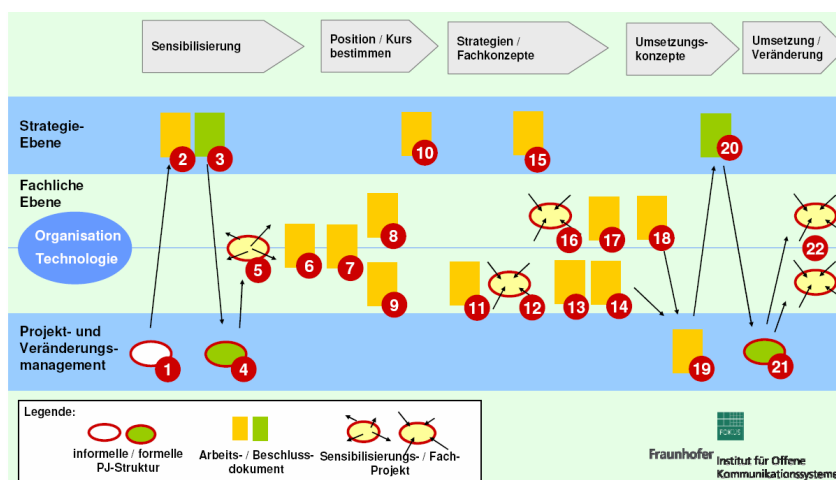 Sensibilisierung
Position / Kurs
bestimmen
Strategien /
Fachkonzepte
Umsetzungs-
konzepte
Umsetzung /
Veränderung
Strategie-
Ebene
2
3
10
15
20
Fachliche
Ebene
Organisation
Technologie
5
6
7
8
9
11
12
13
14
16
17
18
22
Projekt- und
Veränderungs-
management
1
4
19
21
Legende:
informelle / formelle
PJ-Struktur
Arbeits- / Beschluss-
dokument
Sensibilisierungs- / Fach-
Projekt
FOKUS
Fraunhofer
Institut für Offene
Kommunikationssysteme